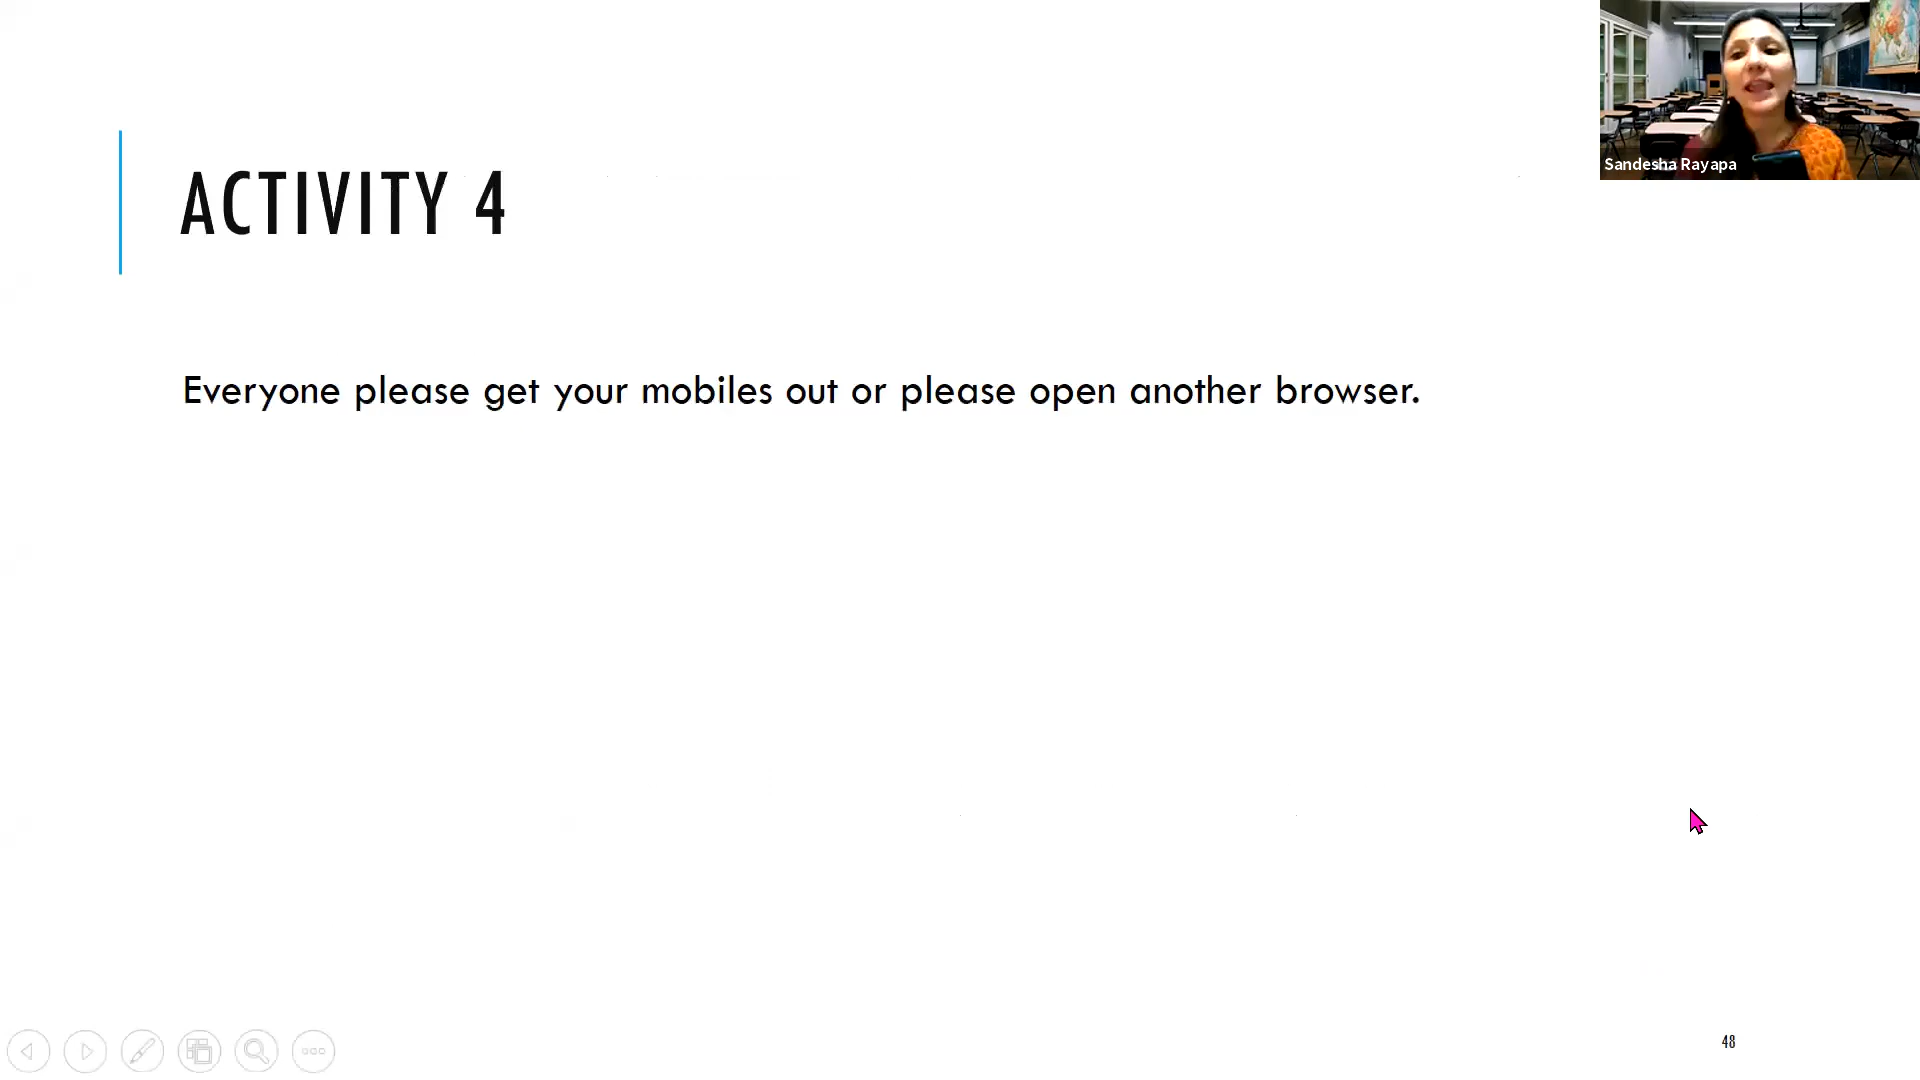 Sandesha Rayapa
ACTIVITY 4
Everyone please get your mobiles out or please open another browser.
48